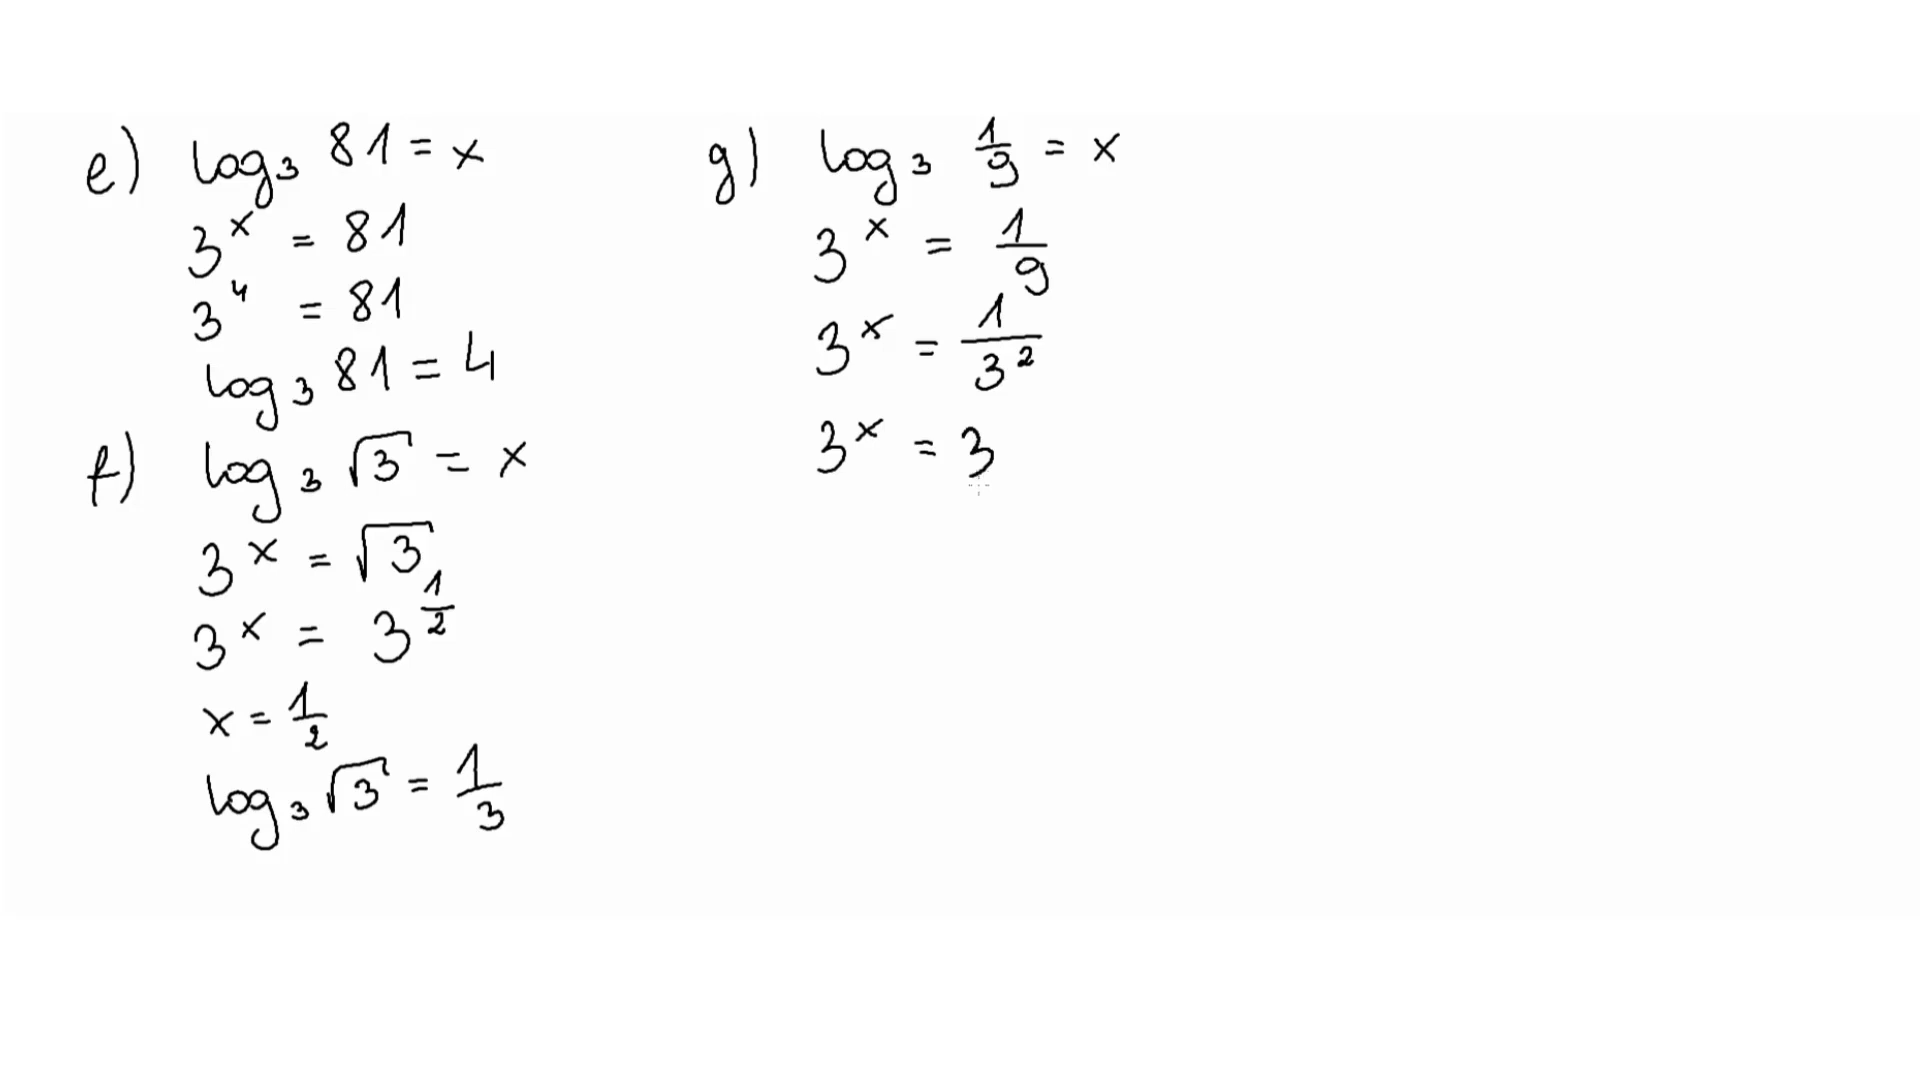 e) log₃ 81 = x
3ˣ = 81
3⁴ = 81
log₃ 81 = 4
f) log₃ √3 = x
3ˣ = √3
3ˣ = 3^(1/2)
x = 1/2
log₃ √3 = 1/3
g) log₃ 1/9 = x
3ˣ = 1/9
3ˣ = 1/3²
3ˣ = 3